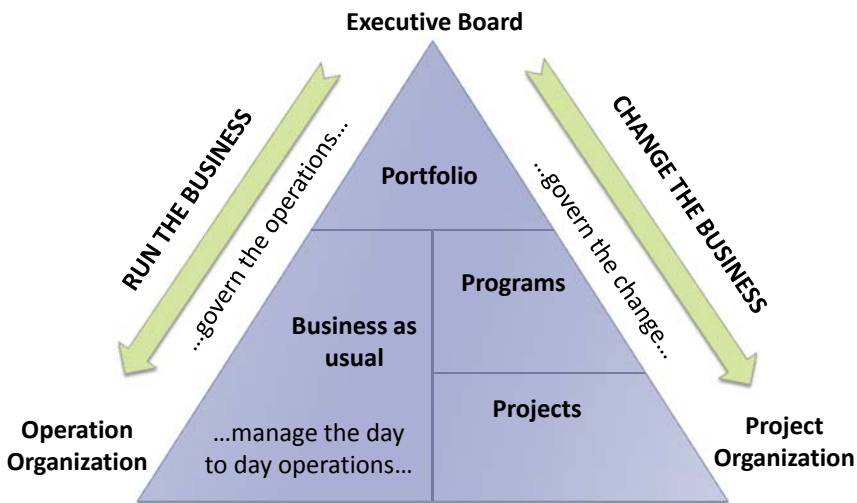 Executive Board
RUN THE BUSINESS
...govern the operations...
CHANGE THE BUSINESS
...govern the change...
Portfolio
Programs
Business as
usual
Projects
...manage the day
to day operations...
Operation
Organization
Project
Organization